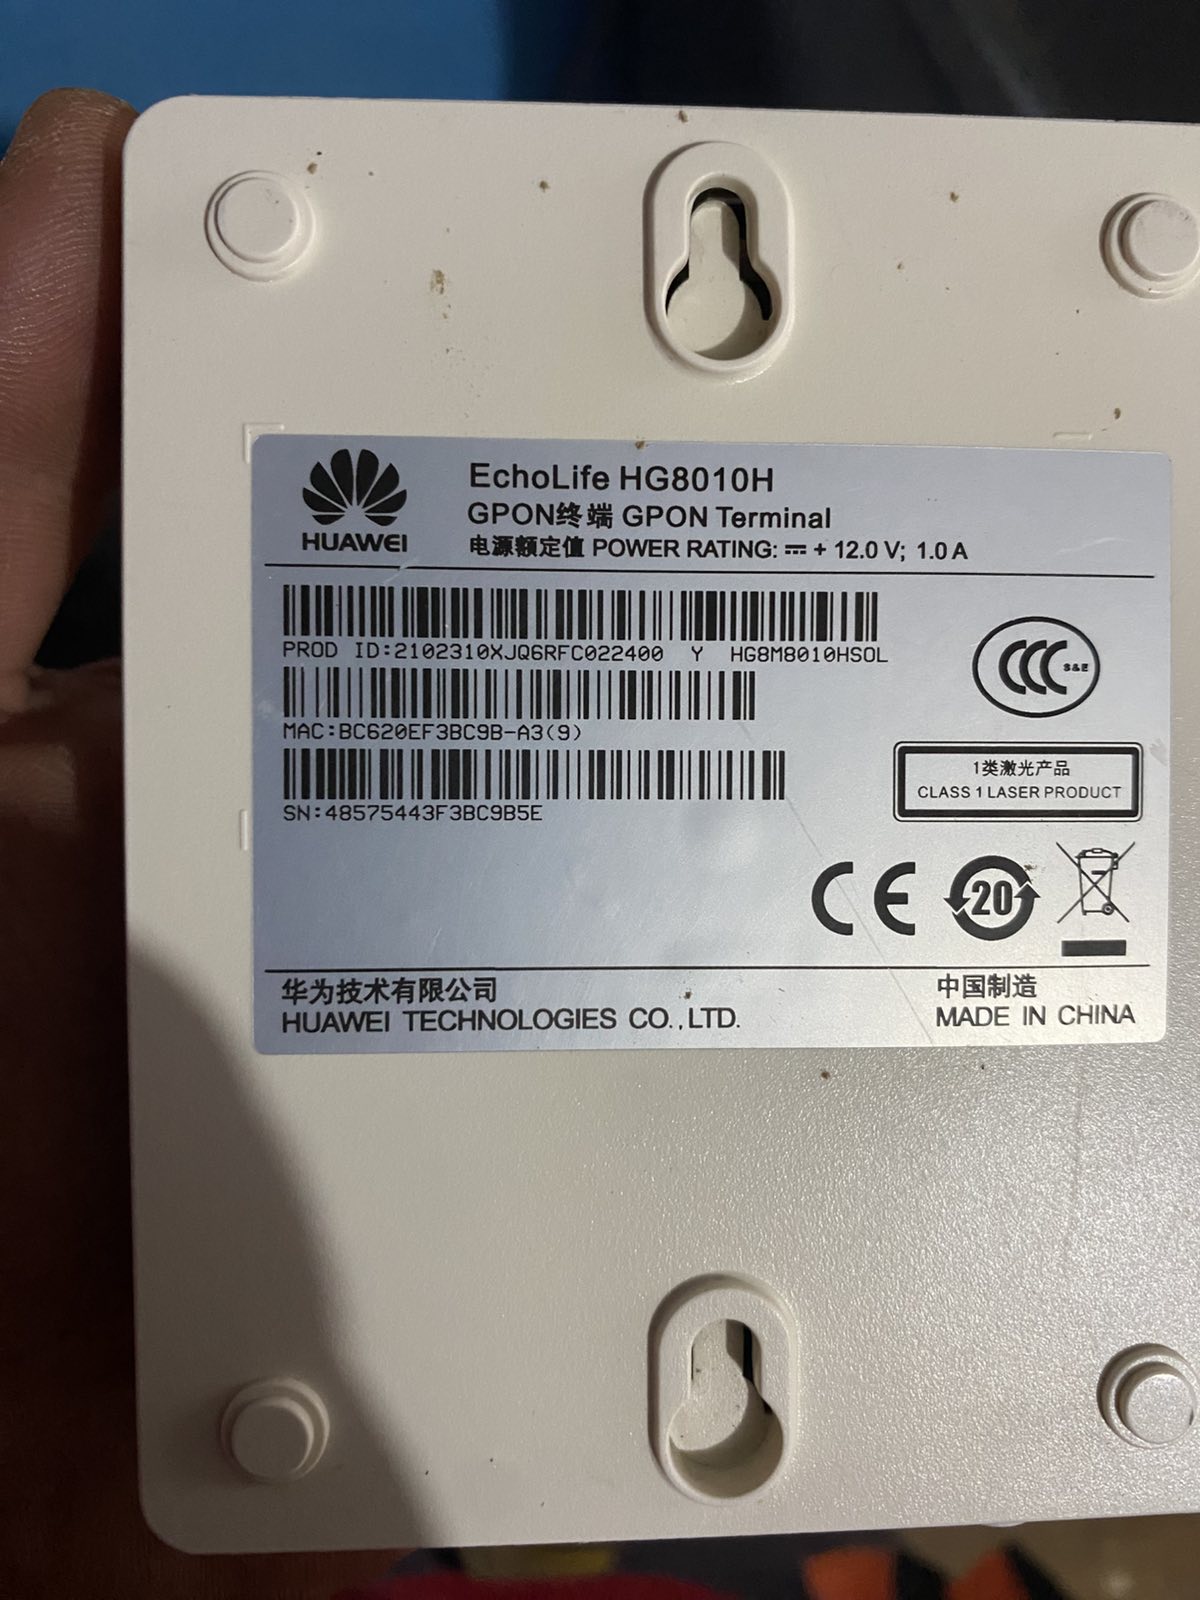 HUAWEI
EchoLife HG8010H
GPON终端 GPON Terminal
电源额定值 POWER RATING: ⎓ + 12.0 V; 1.0 A
PROD ID:2102310XJQ6RFC022400 Y HG8M8010HSOL
MAC:BC620EF3BC9B-A3(9)
SN:48575443F3BC9B5E
CCC S&E
1类激光产品
CLASS 1 LASER PRODUCT
CE
20
华为技术有限公司
HUAWEI TECHNOLOGIES CO.,LTD.
中国制造
MADE IN CHINA